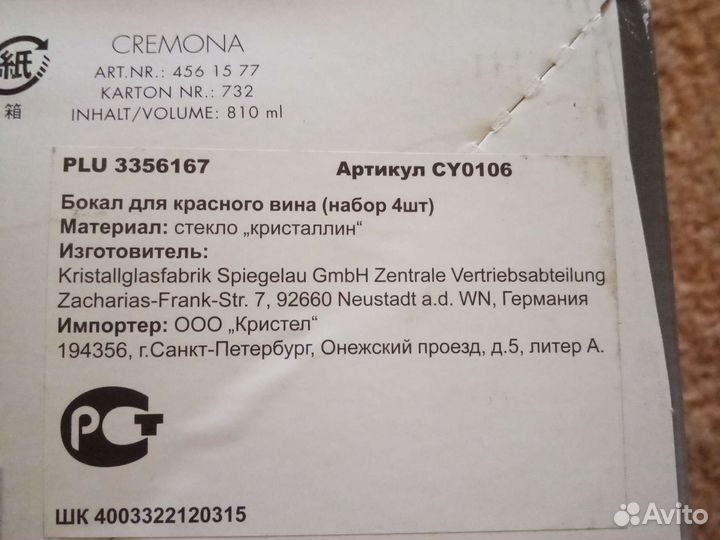 紙
箱
CREMONA
ART.NR.: 456 15 77
KARTON NR.: 732
INHALT/VOLUME: 810 ml
PLU 3356167 Артикул CY0106
Бокал для красного вина (набор 4шт)
Материал: стекло „кристаллин“
Изготовитель:
Kristallglasfabrik Spiegelau GmbH Zentrale Vertriebsabteilung
Zacharias-Frank-Str. 7, 92660 Neustadt a.d. WN, Германия
Импортер: ООО „Кристел“
194356, г.Санкт-Петербург, Онежский проезд, д.5, литер А.
РСТ
ШК 4003322120315
Avito